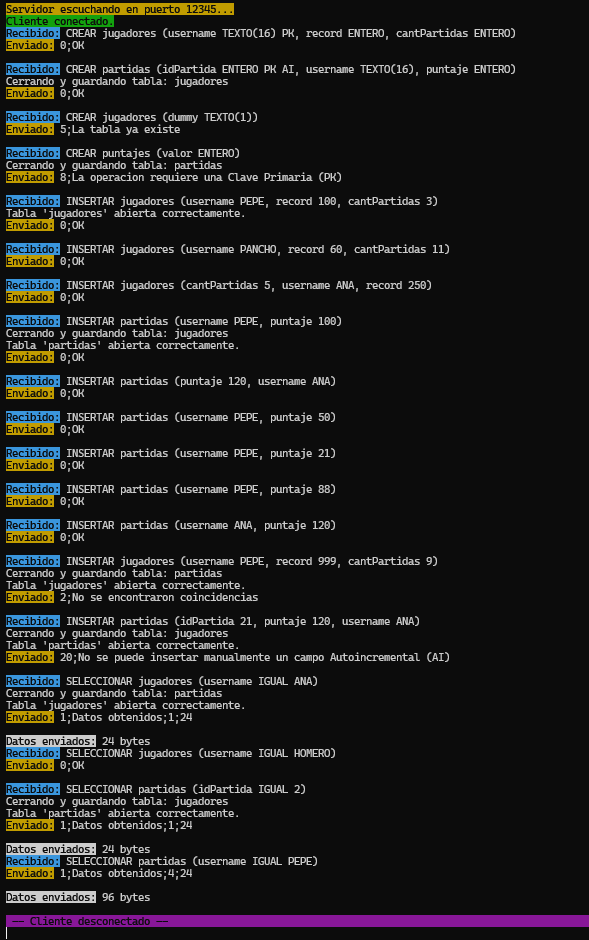 Servidor escuchando en puerto 12345...
Cliente conectado.
Recibido: CREAR jugadores (username TEXTO(16) PK, record ENTERO, cantPartidas ENTERO)
Enviado: 0;OK
Recibido: CREAR partidas (idPartida ENTERO PK AI, username TEXTO(16), puntaje ENTERO)
Cerrando y guardando tabla: jugadores
Enviado: 0;OK
Recibido: CREAR jugadores (dummy TEXTO(1))
Enviado: 5;La tabla ya existe
Recibido: CREAR puntajes (valor ENTERO)
Cerrando y guardando tabla: partidas
Enviado: 8;La operacion requiere una Clave Primaria (PK)
Recibido: INSERTAR jugadores (username PEPE, record 100, cantPartidas 3)
Tabla 'jugadores' abierta correctamente.
Enviado: 0;OK
Recibido: INSERTAR jugadores (username PANCHO, record 60, cantPartidas 11)
Enviado: 0;OK
Recibido: INSERTAR jugadores (cantPartidas 5, username ANA, record 250)
Enviado: 0;OK
Recibido: INSERTAR partidas (username PEPE, puntaje 100)
Cerrando y guardando tabla: jugadores
Tabla 'partidas' abierta correctamente.
Enviado: 0;OK
Recibido: INSERTAR partidas (puntaje 120, username ANA)
Enviado: 0;OK
Recibido: INSERTAR partidas (username PEPE, puntaje 50)
Enviado: 0;OK
Recibido: INSERTAR partidas (username PEPE, puntaje 21)
Enviado: 0;OK
Recibido: INSERTAR partidas (username PEPE, puntaje 88)
Enviado: 0;OK
Recibido: INSERTAR partidas (username ANA, puntaje 120)
Enviado: 0;OK
Recibido: INSERTAR jugadores (username PEPE, record 999, cantPartidas 9)
Cerrando y guardando tabla: partidas
Tabla 'jugadores' abierta correctamente.
Enviado: 2;No se encontraron coincidencias
Recibido: INSERTAR partidas (idPartida 21, puntaje 120, username ANA)
Cerrando y guardando tabla: jugadores
Tabla 'partidas' abierta correctamente.
Enviado: 20;No se puede insertar manualmente un campo Autoincremental (AI)
Recibido: SELECCIONAR jugadores (username IGUAL ANA)
Cerrando y guardando tabla: partidas
Tabla 'jugadores' abierta correctamente.
Enviado: 1;Datos obtenidos;1;24
Datos enviados: 24 bytes
Recibido: SELECCIONAR jugadores (username IGUAL HOMERO)
Enviado: 0;OK
Recibido: SELECCIONAR partidas (idPartida IGUAL 2)
Cerrando y guardando tabla: jugadores
Tabla 'partidas' abierta correctamente.
Enviado: 1;Datos obtenidos;1;24
Datos enviados: 24 bytes
Recibido: SELECCIONAR partidas (username IGUAL PEPE)
Enviado: 1;Datos obtenidos;4;24
Datos enviados: 96 bytes
── Cliente desconectado ──